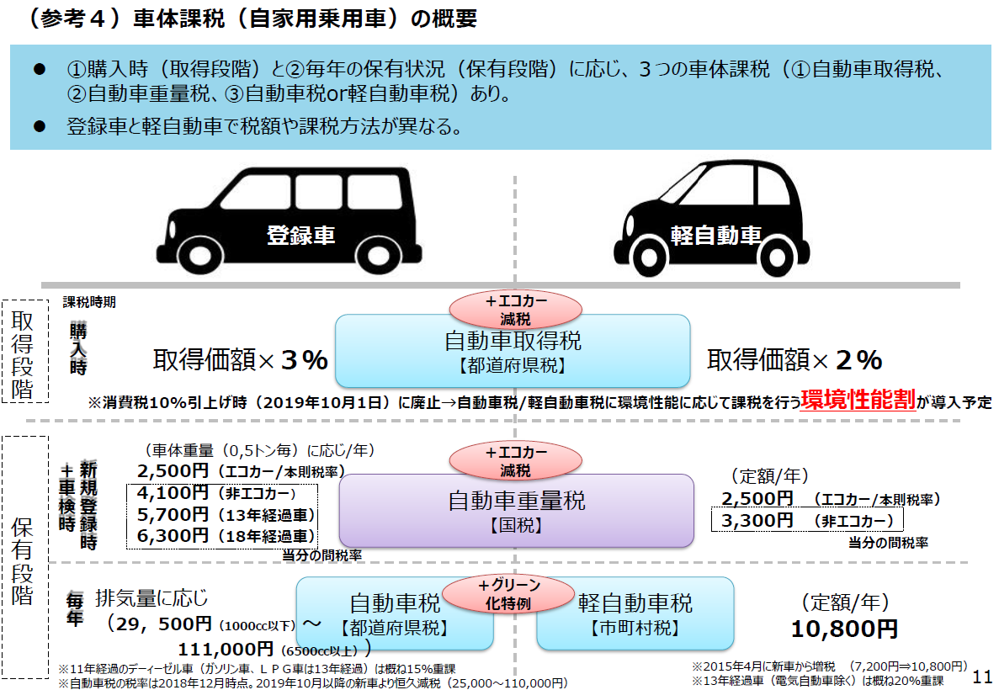 （参考４）車体課税（自家用乗用車）の概要
● ①購入時（取得段階）と②毎年の保有状況（保有段階）に応じ、３つの車体課税（①自動車取得税、
②自動車重量税、③自動車税or軽自動車税）あり。
● 登録車と軽自動車で税額や課税方法が異なる。
登録車
軽自動車
取得段階
課税時期
購入時
取得価額×３％
＋エコカー
減税
自動車取得税
【都道府県税】
取得価額×２％
※消費税10％引上げ時（2019年10月1日）に廃止→自動車税/軽自動車税に環境性能に応じて課税を行う環境性能割が導入予定
保有段階
新規登録時
＋車検時
（車体重量（0,5トン毎）に応じ/年）
2,500円（エコカー/本則税率）
4,100円（非エコカー）
5,700円（13年経過車）
6,300円（18年経過車）
当分の間税率
＋エコカー
減税
自動車重量税
【国税】
（定額/年）
2,500円 （エコカー/本則税率）
3,300円（非エコカー）
当分の間税率
毎年
排気量に応じ
（29，500円（1000cc以下）～
111,000円（6500cc以上））
自動車税
【都道府県税】
＋グリーン
化特例
軽自動車税
【市町村税】
（定額/年）
10,800円
※11年経過のディーゼル車（ガソリン車、ＬＰＧ車は13年経過）は概ね15％重課
※自動車税の税率は2018年12月時点。2019年10月以降の新車より恒久減税（25,000～110,000円）
※2015年4月に新車から増税 （7,200円⇒10,800円）
※13年経過車（電気自動車除く）は概ね20％重課
11